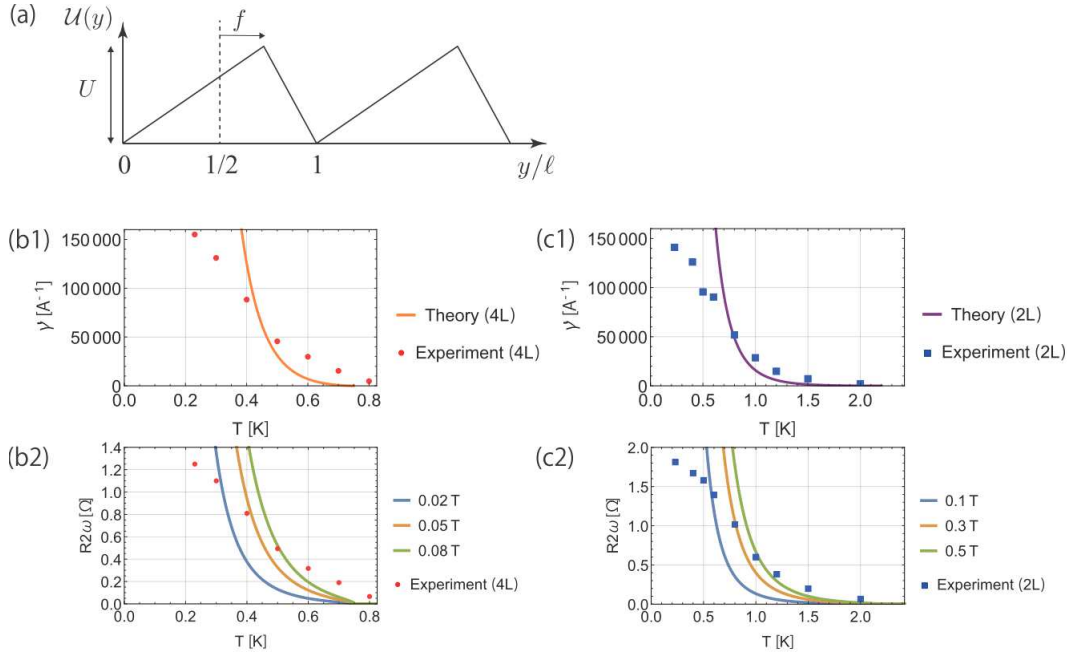 (a)
𝒰(y)
f
U
0
1/2
1
y/ℓ
(b1)
γ' [A⁻¹]
150 000
100 000
50 000
0
0.0 0.2 0.4 0.6 0.8
T [K]
Theory (4L)
Experiment (4L)
(c1)
γ' [A⁻¹]
150 000
100 000
50 000
0
0.0 0.5 1.0 1.5 2.0
T [K]
Theory (2L)
Experiment (2L)
(b2)
R2ω [Ω]
1.4
1.2
1.0
0.8
0.6
0.4
0.2
0.0
0.0 0.2 0.4 0.6 0.8
T [K]
0.02 T
0.05 T
0.08 T
Experiment (4L)
(c2)
R2ω [Ω]
2.0
1.5
1.0
0.5
0.0
0.0 0.5 1.0 1.5 2.0
T [K]
0.1 T
0.3 T
0.5 T
Experiment (2L)